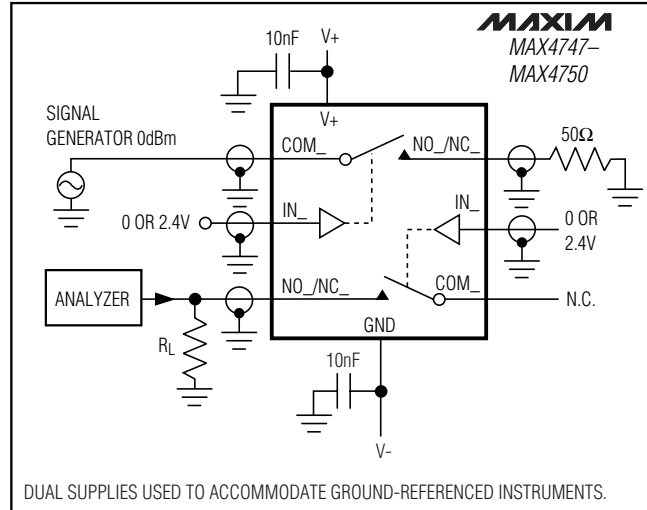 MAXIM
MAX4747–
MAX4750
10nF
V+
V+
SIGNAL
GENERATOR 0dBm
COM_
NO_/NC_
50Ω
0 OR 2.4V
IN_
IN_
0 OR
2.4V
ANALYZER
NO_/NC_
COM_
N.C.
RL
GND
10nF
V-
DUAL SUPPLIES USED TO ACCOMMODATE GROUND-REFERENCED INSTRUMENTS.